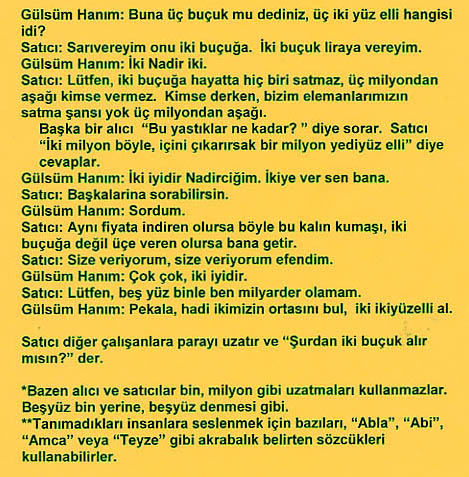 Gülsüm Hanım: Buna üç buçuk mu dediniz, üç iki yüz elli hangisi
idi?
Satıcı: Sarıvereyim onu iki buçuğa.  İki buçuk liraya vereyim.
Gülsüm Hanım: İki Nadir iki.
Satıcı: Lütfen, iki buçuğa hayatta hiç biri satmaz, üç milyondan
aşağı kimse vermez.  Kimse derken, bizim elemanlarımızın
satma şansı yok üç milyondan aşağı.
Başka bir alıcı  “Bu yastıklar ne kadar? ” diye sorar.  Satıcı
“İki milyon böyle, içini çıkarırsak bir milyon yediyüz elli” diye
cevaplar.
Gülsüm Hanım: İki iyidir Nadirciğim. İkiye ver sen bana.
Satıcı: Başkalarina sorabilirsin.
Gülsüm Hanım: Sordum.
Satıcı: Aynı fiyata indiren olursa böyle bu kalın kumaşı, iki
buçuğa değil üçe veren olursa bana getir.
Satıcı: Size veriyorum, size veriyorum efendim.
Gülsüm Hanım: Çok çok, iki iyidir.
Satıcı: Lütfen, beş yüz binle ben milyarder olamam.
Gülsüm Hanım: Pekala, hadi ikimizin ortasını bul,  iki ikiyüzelli al.
Satıcı diğer çalışanlara parayı uzatır ve “Şurdan iki buçuk alır
mısın?” der.
*Bazen alıcı ve satıcılar bin, milyon gibi uzatmaları kullanmazlar.
Beşyüz bin yerine, beşyüz denmesi gibi.
**Tanımadıkları insanlara seslenmek için bazıları, “Abla”, “Abi”,
“Amca” veya “Teyze” gibi akrabalık belirten sözcükleri
kullanabilirler.